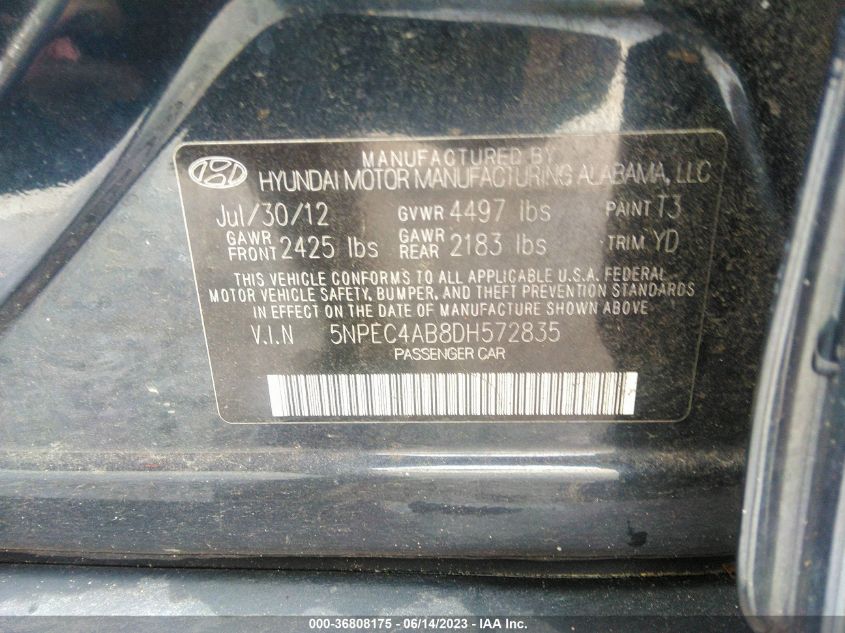 MANUFACTURED BY
HYUNDAI MOTOR MANUFACTURING ALABAMA, LLC
Jul/30/12 GVWR 4497 lbs PAINT T3
GAWR FRONT 2425 lbs GAWR REAR 2183 lbs TRIM YD
THIS VEHICLE CONFORMS TO ALL APPLICABLE U.S.A. FEDERAL
MOTOR VEHICLE SAFETY, BUMPER, AND THEFT PREVENTION STANDARDS
IN EFFECT ON THE DATE OF MANUFACTURE SHOWN ABOVE
V.I.N 5NPEC4AB8DH572835
PASSENGER CAR
000-36808175 - 06/14/2023 - IAA Inc.